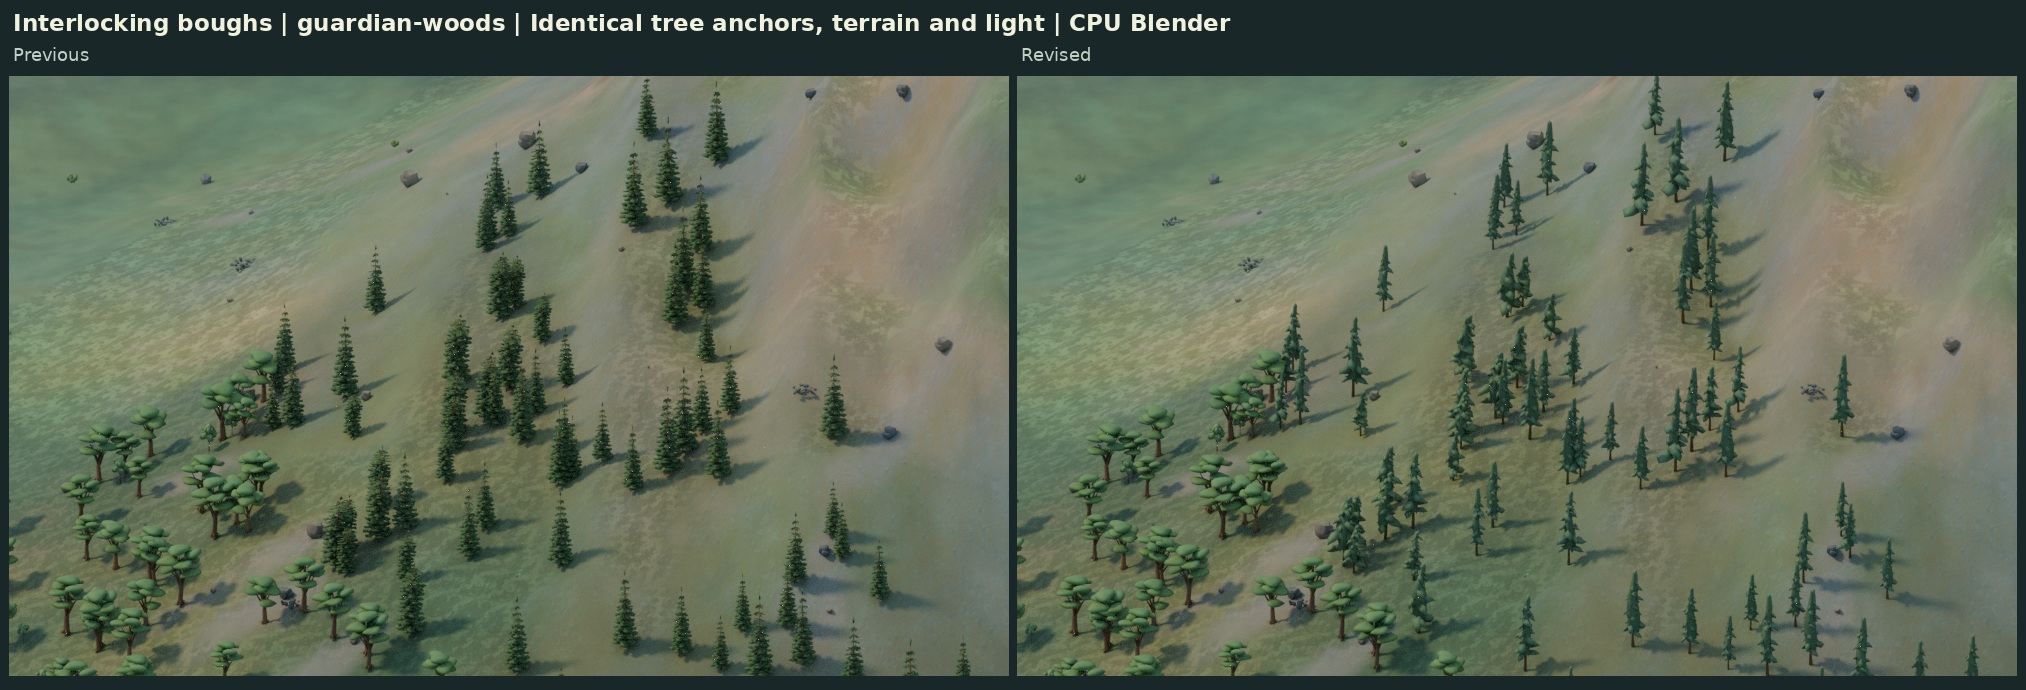 Interlocking boughs | guardian-woods | Identical tree anchors, terrain and light | CPU Blender
Previous
Revised